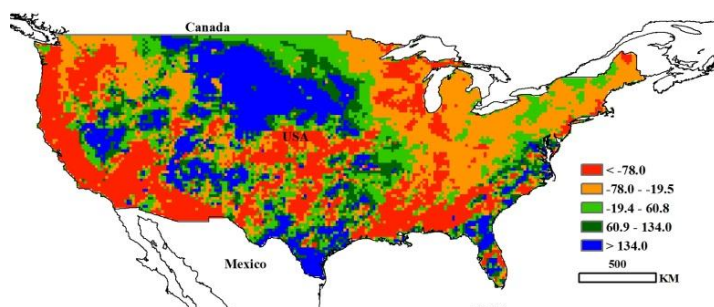 Canada
USA
Mexico
< -78.0
-78.0 - -19.5
-19.4 - 60.8
60.9 - 134.0
> 134.0
500
KM